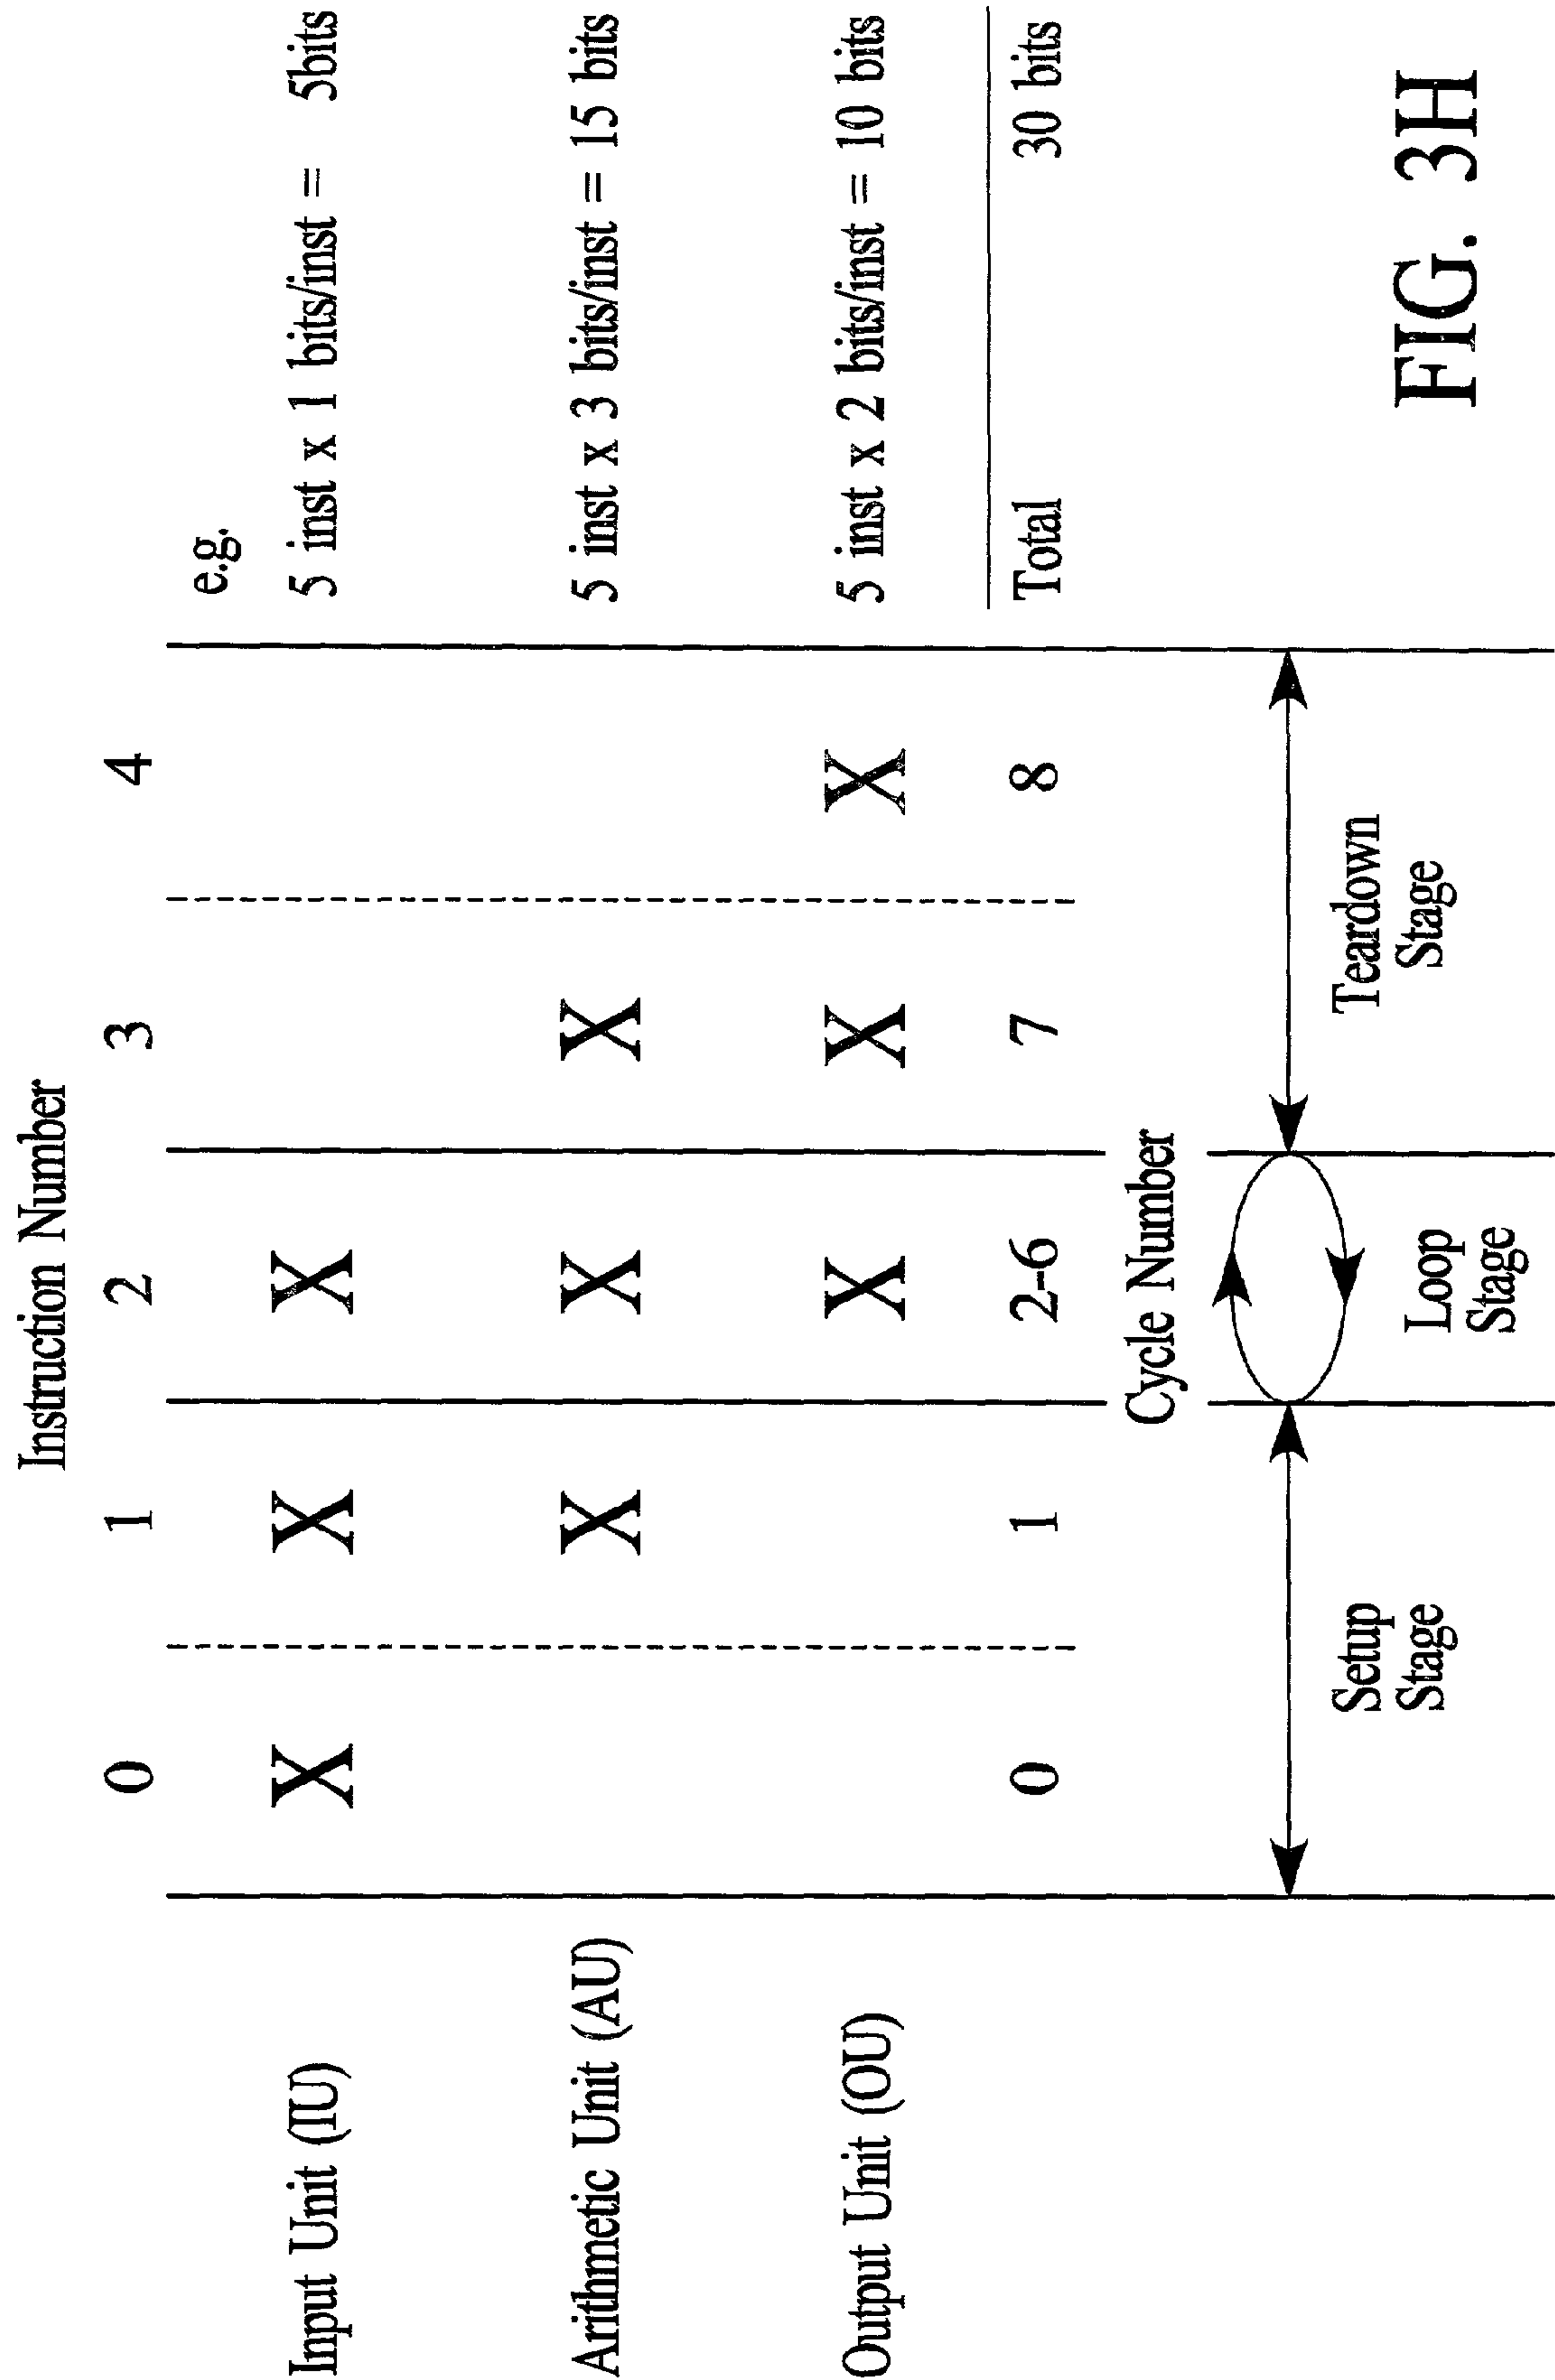 Instruction Number
0 1 2 3 4
e.g.
Input Unit (IU) X X X 5 inst x 1 bits/inst = 5bits
Arithmetic Unit (AU) X X X 5 inst x 3 bits/inst = 15 bits
Output Unit (OU) X X X 5 inst x 2 bits/inst = 10 bits
0 1 2-6 7 8 Total 30 bits
Cycle Number
Setup
Stage
Loop
Stage
Teardown
Stage
FIG. 3H